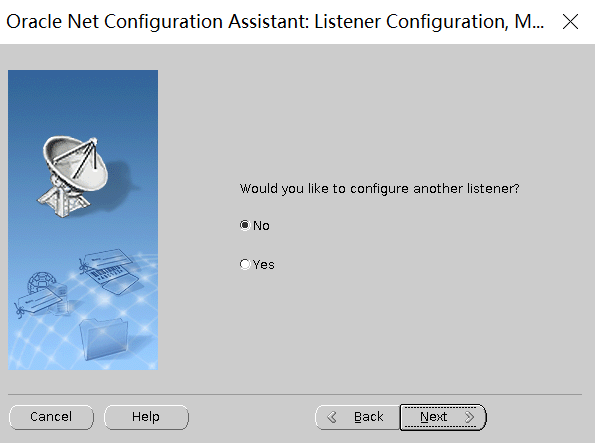 Oracle Net Configuration Assistant: Listener Configuration, M...
Would you like to configure another listener?
No
Yes
Cancel
Help
Back
Next